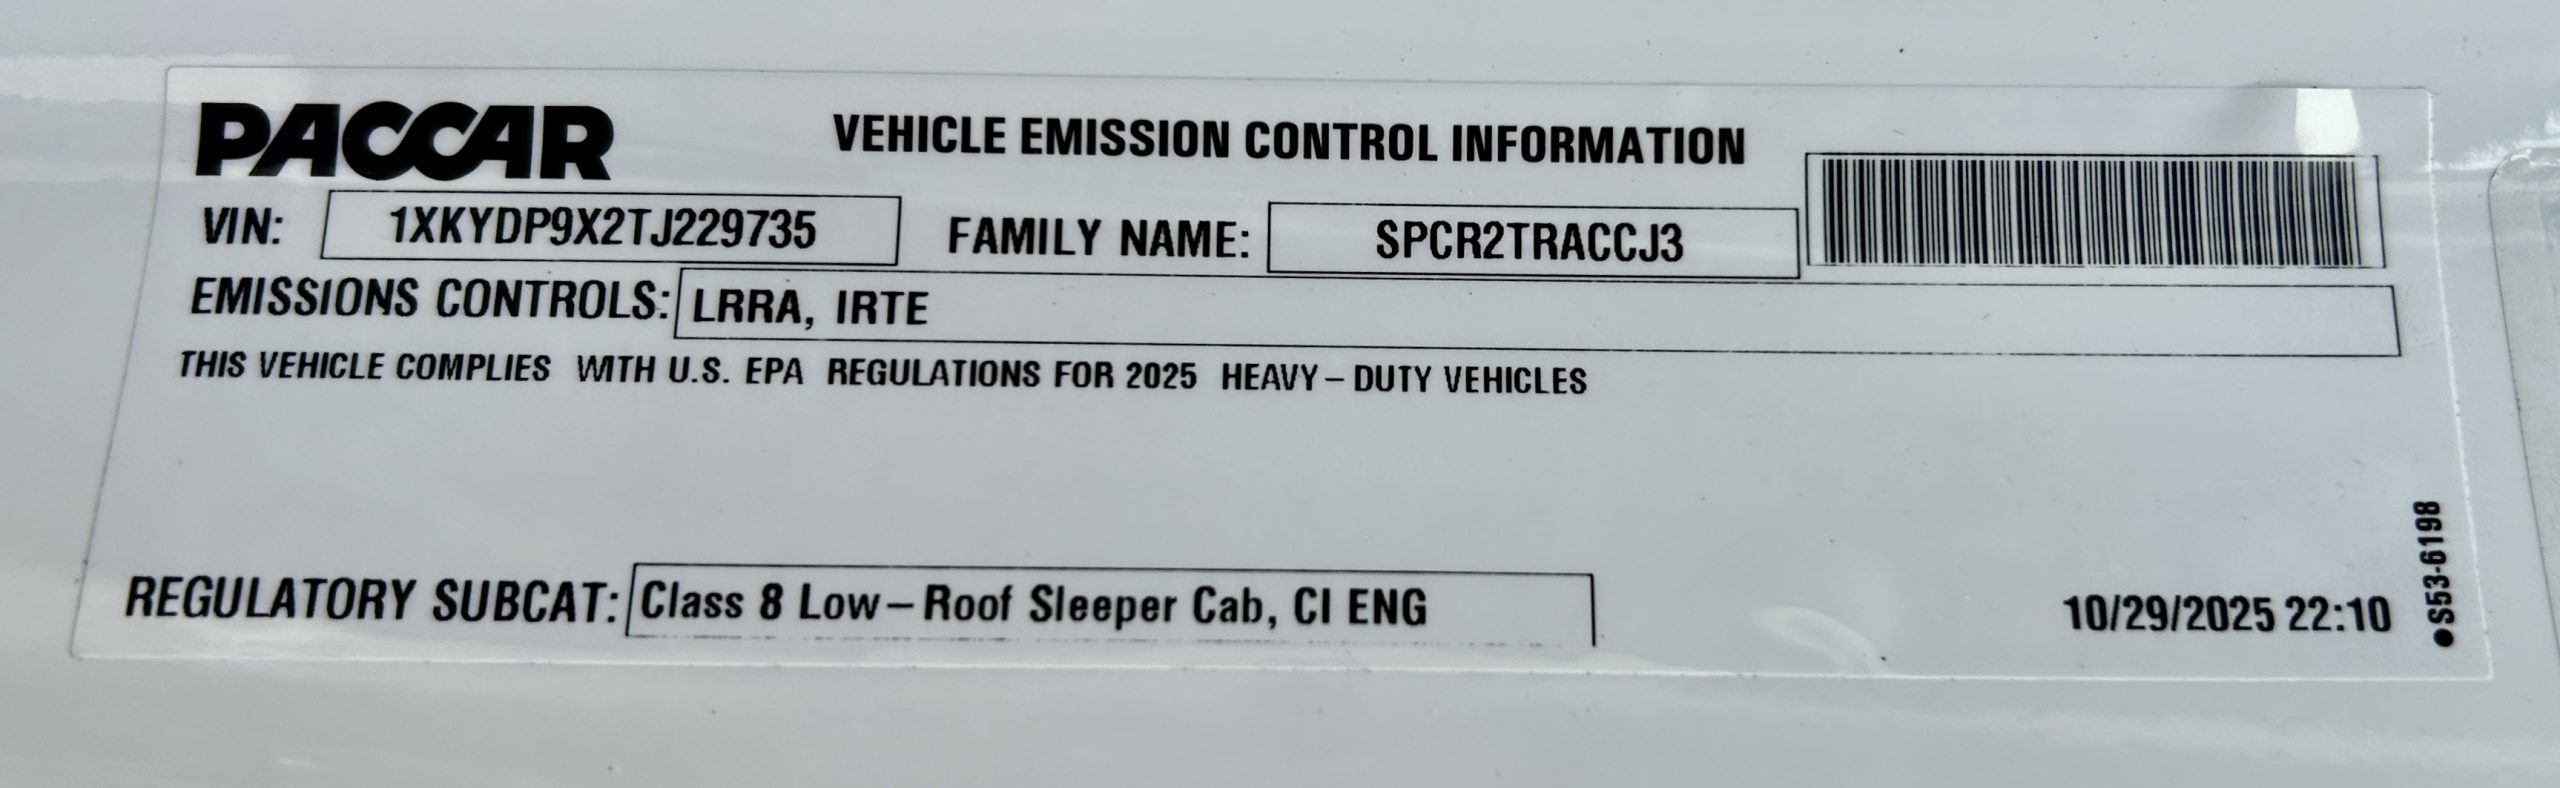 PACCAR
VEHICLE EMISSION CONTROL INFORMATION
VIN: 1XKYDP9X2TJ229735 FAMILY NAME: SPCR2TRACCJ3
EMISSIONS CONTROLS: LRRA, IRTE
THIS VEHICLE COMPLIES WITH U.S. EPA REGULATIONS FOR 2025 HEAVY–DUTY VEHICLES
REGULATORY SUBCAT: Class 8 Low–Roof Sleeper Cab, CI ENG
10/29/2025 22:10
●S53-6198